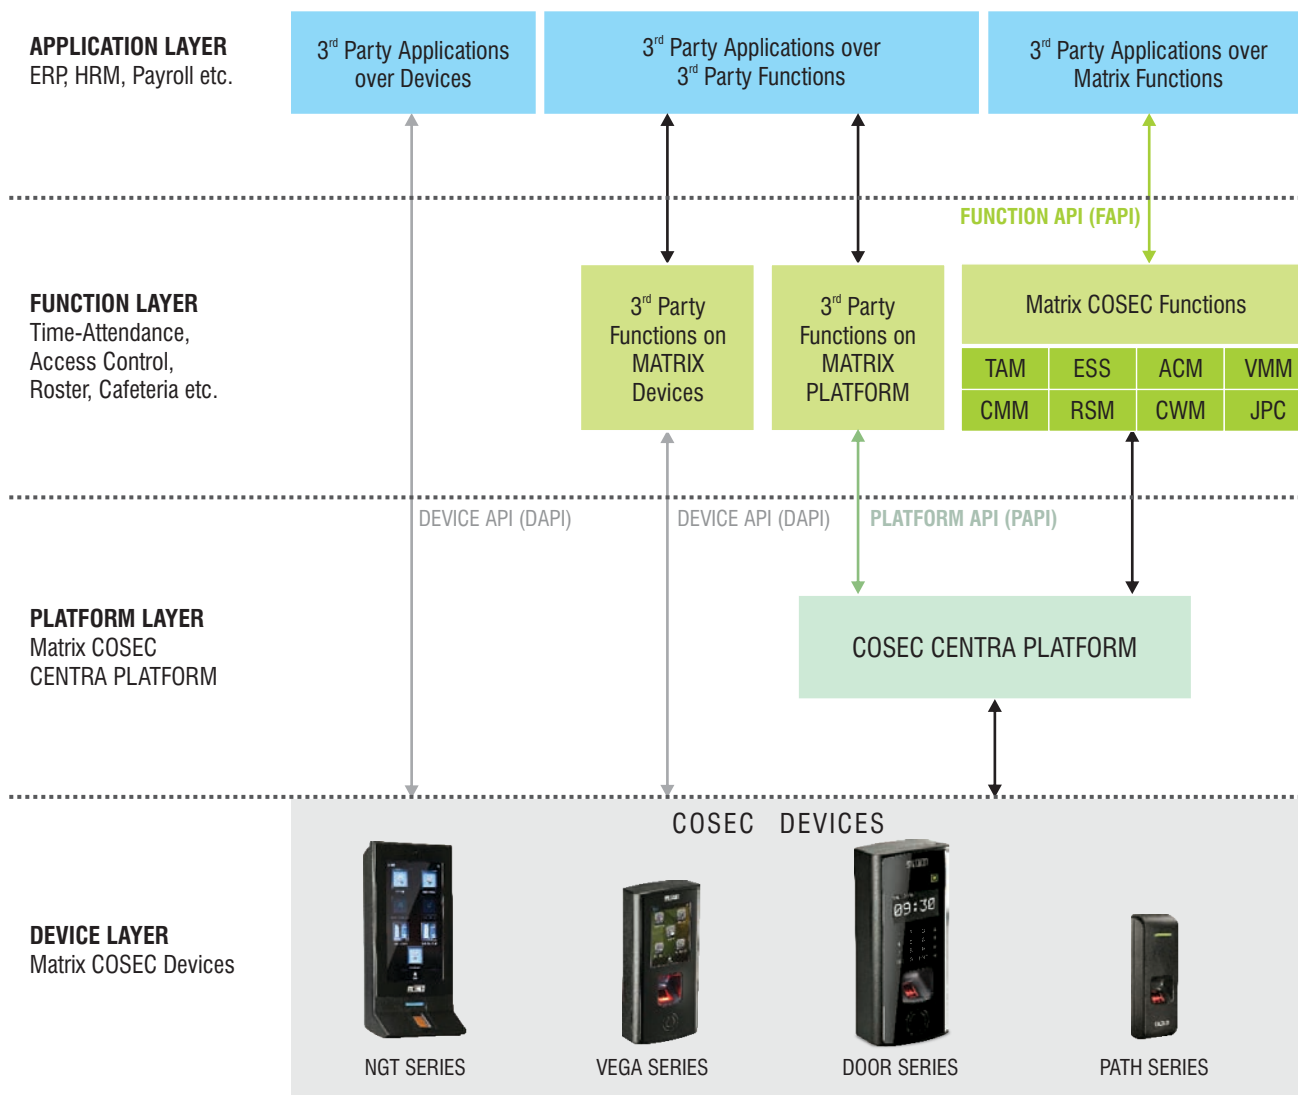 APPLICATION LAYER
ERP, HRM, Payroll etc.
3rd Party Applications
over Devices
3rd Party Applications over
3rd Party Functions
3rd Party Applications over
Matrix Functions
FUNCTION API (FAPI)
FUNCTION LAYER
Time-Attendance,
Access Control,
Roster, Cafeteria etc.
3rd Party
Functions on
MATRIX
Devices
3rd Party
Functions on
MATRIX
PLATFORM
Matrix COSEC Functions
TAM ESS ACM VMM
CMM RSM CWM JPC
DEVICE API (DAPI)
DEVICE API (DAPI)
PLATFORM API (PAPI)
PLATFORM LAYER
Matrix COSEC
CENTRA PLATFORM
COSEC CENTRA PLATFORM
COSEC DEVICES
09:30
DEVICE LAYER
Matrix COSEC Devices
NGT SERIES
VEGA SERIES
DOOR SERIES
PATH SERIES